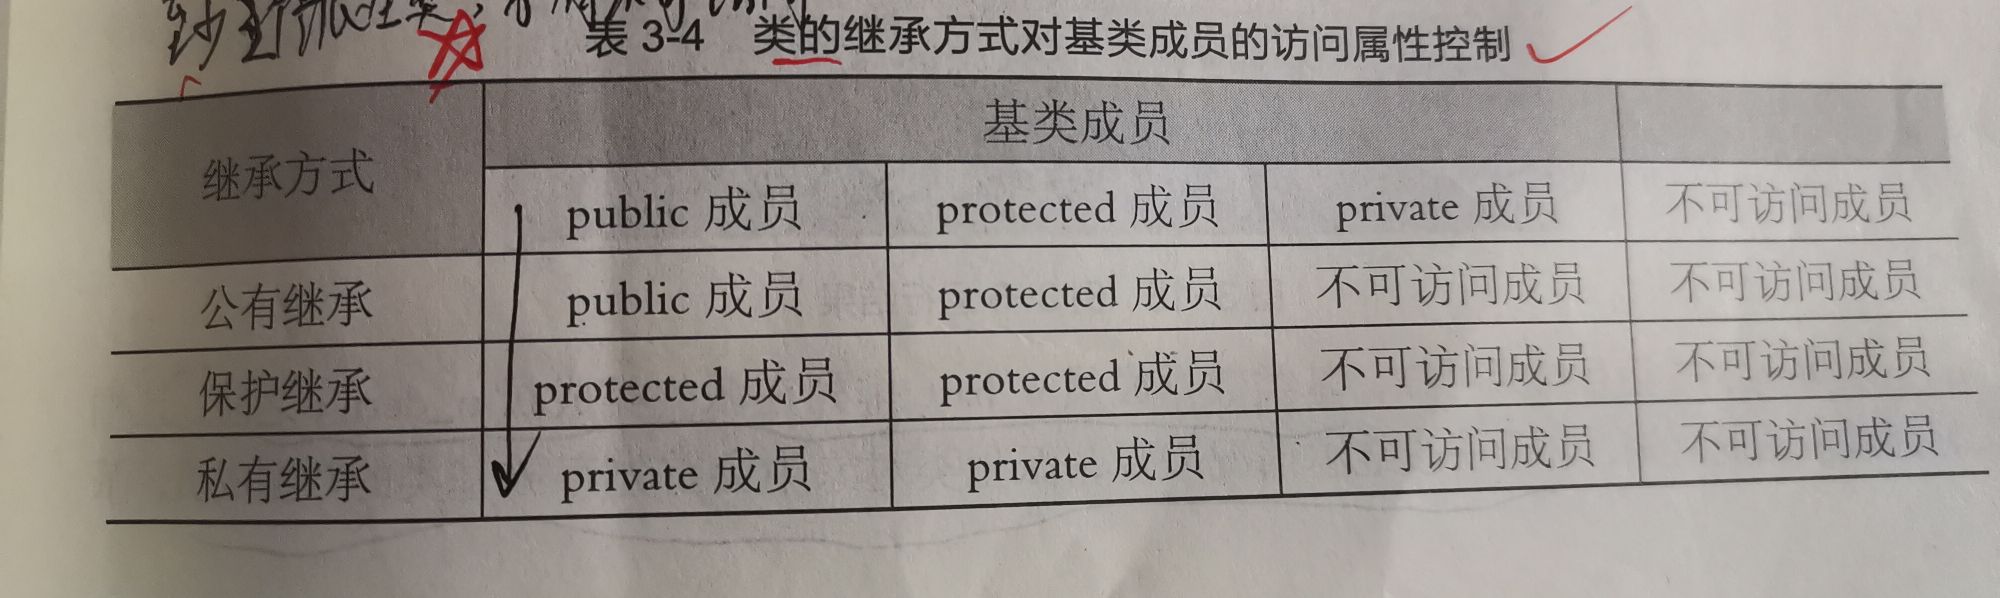 表 3-4 类的继承方式对基类成员的访问属性控制
继承方式 基类成员
public 成员 protected 成员 private 成员 不可访问成员
公有继承 public 成员 protected 成员 不可访问成员 不可访问成员
保护继承 protected 成员 protected 成员 不可访问成员 不可访问成员
私有继承 private 成员 private 成员 不可访问成员 不可访问成员